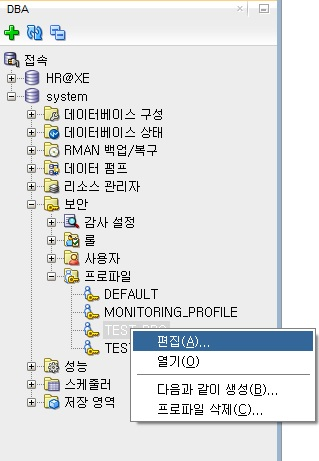 DBA
접속
HR@XE
system
데이터베이스 구성
데이터베이스 상태
RMAN 백업/복구
데이터 펌프
리소스 관리자
보안
감사 설정
롤
사용자
프로파일
DEFAULT
MONITORING_PROFILE
TEST
편집(A)...
열기(O)
다음과 같이 생성(B)...
프로파일 삭제(C)...
성능
스케줄러
저장 영역